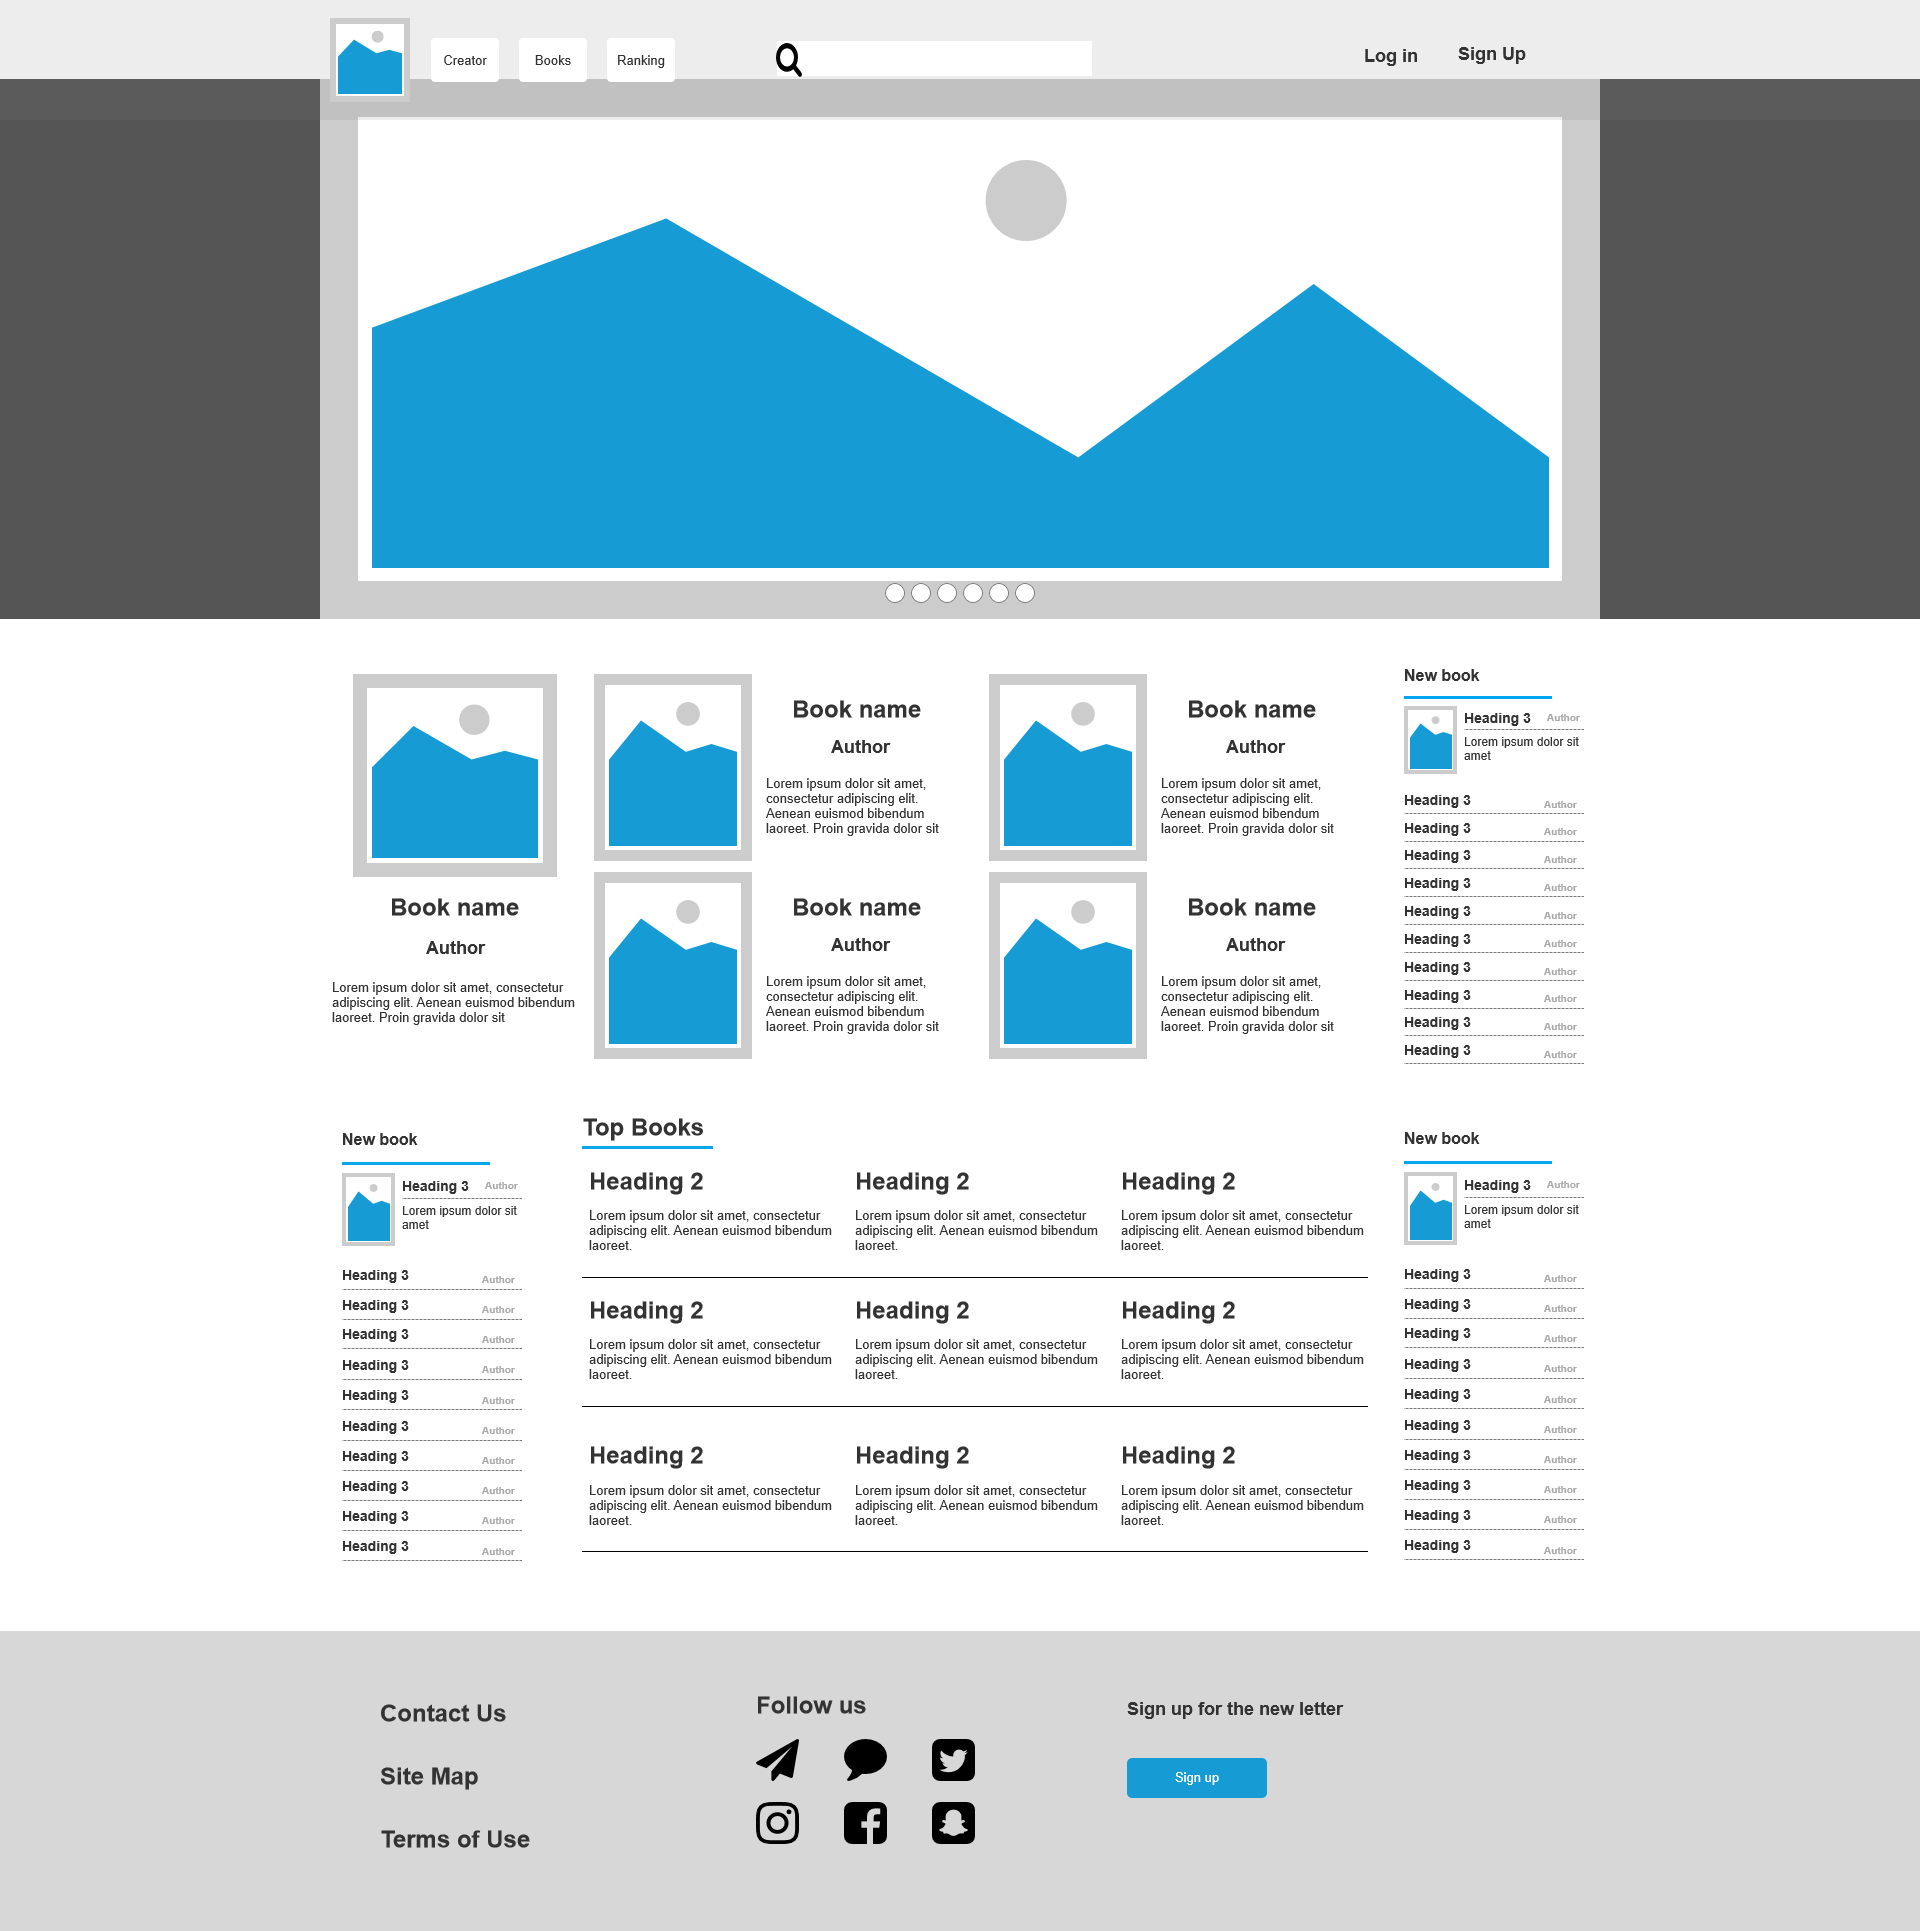 Creator
Books
Ranking
Log in
Sign Up
Book name
Author
Lorem ipsum dolor sit amet, consectetur
adipiscing elit. Aenean euismod bibendum
laoreet. Proin gravida dolor sit
Book name
Author
Lorem ipsum dolor sit amet,
consectetur adipiscing elit.
Aenean euismod bibendum
laoreet. Proin gravida dolor sit
Book name
Author
Lorem ipsum dolor sit amet,
consectetur adipiscing elit.
Aenean euismod bibendum
laoreet. Proin gravida dolor sit
Book name
Author
Lorem ipsum dolor sit amet,
consectetur adipiscing elit.
Aenean euismod bibendum
laoreet. Proin gravida dolor sit
Book name
Author
Lorem ipsum dolor sit amet,
consectetur adipiscing elit.
Aenean euismod bibendum
laoreet. Proin gravida dolor sit
New book
Heading 3 Author
Lorem ipsum dolor sit
amet
Heading 3 Author
Heading 3 Author
Heading 3 Author
Heading 3 Author
Heading 3 Author
Heading 3 Author
Heading 3 Author
Heading 3 Author
Heading 3 Author
Heading 3 Author
New book
Heading 3 Author
Lorem ipsum dolor sit
amet
Heading 3 Author
Heading 3 Author
Heading 3 Author
Heading 3 Author
Heading 3 Author
Heading 3 Author
Heading 3 Author
Heading 3 Author
Heading 3 Author
Heading 3 Author
Top Books
Heading 2
Lorem ipsum dolor sit amet, consectetur
adipiscing elit. Aenean euismod bibendum
laoreet.
Heading 2
Lorem ipsum dolor sit amet, consectetur
adipiscing elit. Aenean euismod bibendum
laoreet.
Heading 2
Lorem ipsum dolor sit amet, consectetur
adipiscing elit. Aenean euismod bibendum
laoreet.
Heading 2
Lorem ipsum dolor sit amet, consectetur
adipiscing elit. Aenean euismod bibendum
laoreet.
Heading 2
Lorem ipsum dolor sit amet, consectetur
adipiscing elit. Aenean euismod bibendum
laoreet.
Heading 2
Lorem ipsum dolor sit amet, consectetur
adipiscing elit. Aenean euismod bibendum
laoreet.
Heading 2
Lorem ipsum dolor sit amet, consectetur
adipiscing elit. Aenean euismod bibendum
laoreet.
Heading 2
Lorem ipsum dolor sit amet, consectetur
adipiscing elit. Aenean euismod bibendum
laoreet.
Heading 2
Lorem ipsum dolor sit amet, consectetur
adipiscing elit. Aenean euismod bibendum
laoreet.
New book
Heading 3 Author
Lorem ipsum dolor sit
amet
Heading 3 Author
Heading 3 Author
Heading 3 Author
Heading 3 Author
Heading 3 Author
Heading 3 Author
Heading 3 Author
Heading 3 Author
Heading 3 Author
Heading 3 Author
Contact Us
Site Map
Terms of Use
Follow us
Sign up for the new letter
Sign up